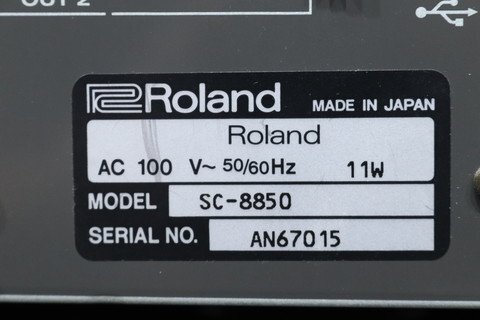 OUT 2
Roland MADE IN JAPAN
Roland
AC 100 V~ 50/60Hz 11W
MODEL SC-8850
SERIAL NO. AN67015